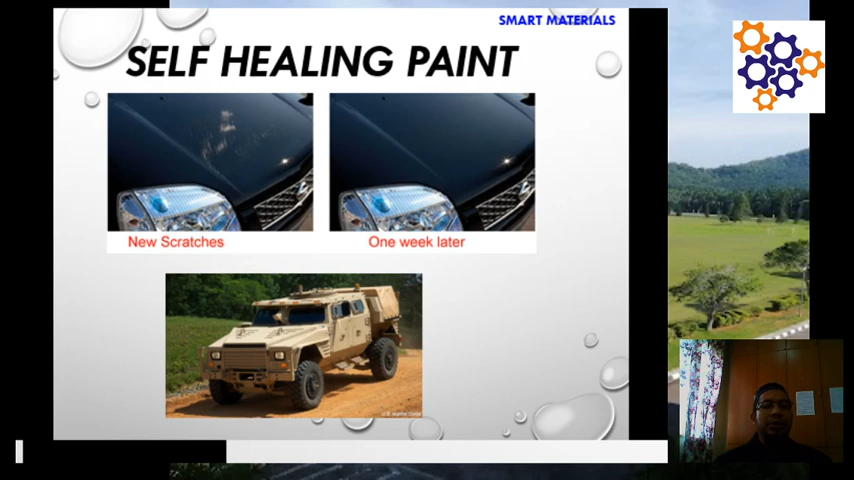 SMART MATERIALS
SELF HEALING PAINT
New Scratches
One week later